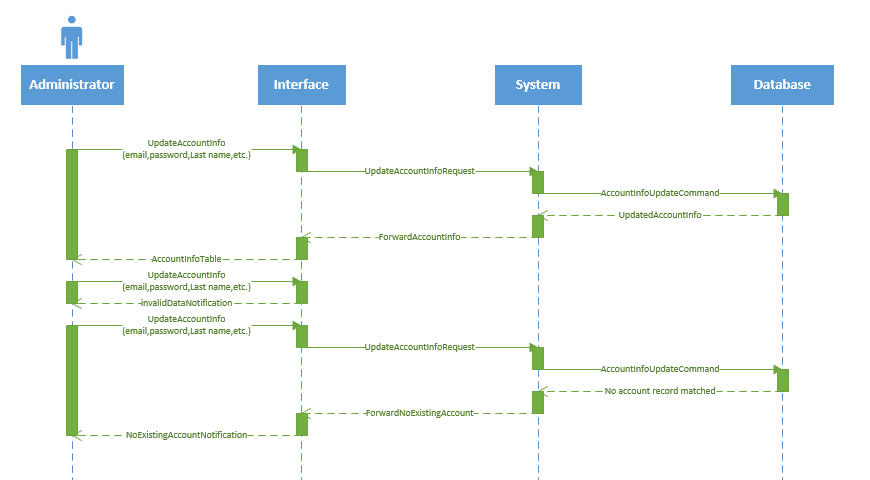 Administrator
Interface
System
Database
UpdateAccountInfo
(email,password,Last name,etc.)
UpdateAccountInfoRequest
AccountInfoUpdateCommand
UpdatedAccountInfo
ForwardAccountInfo
AccountInfoTable
UpdateAccountInfo
(email,password,Last name,etc.)
invalidDataNotification
UpdateAccountInfo
(email,password,Last name,etc.)
UpdateAccountInfoRequest
AccountInfoUpdateCommand
No account record matched
ForwardNoExistingAccount
NoExistingAccountNotification